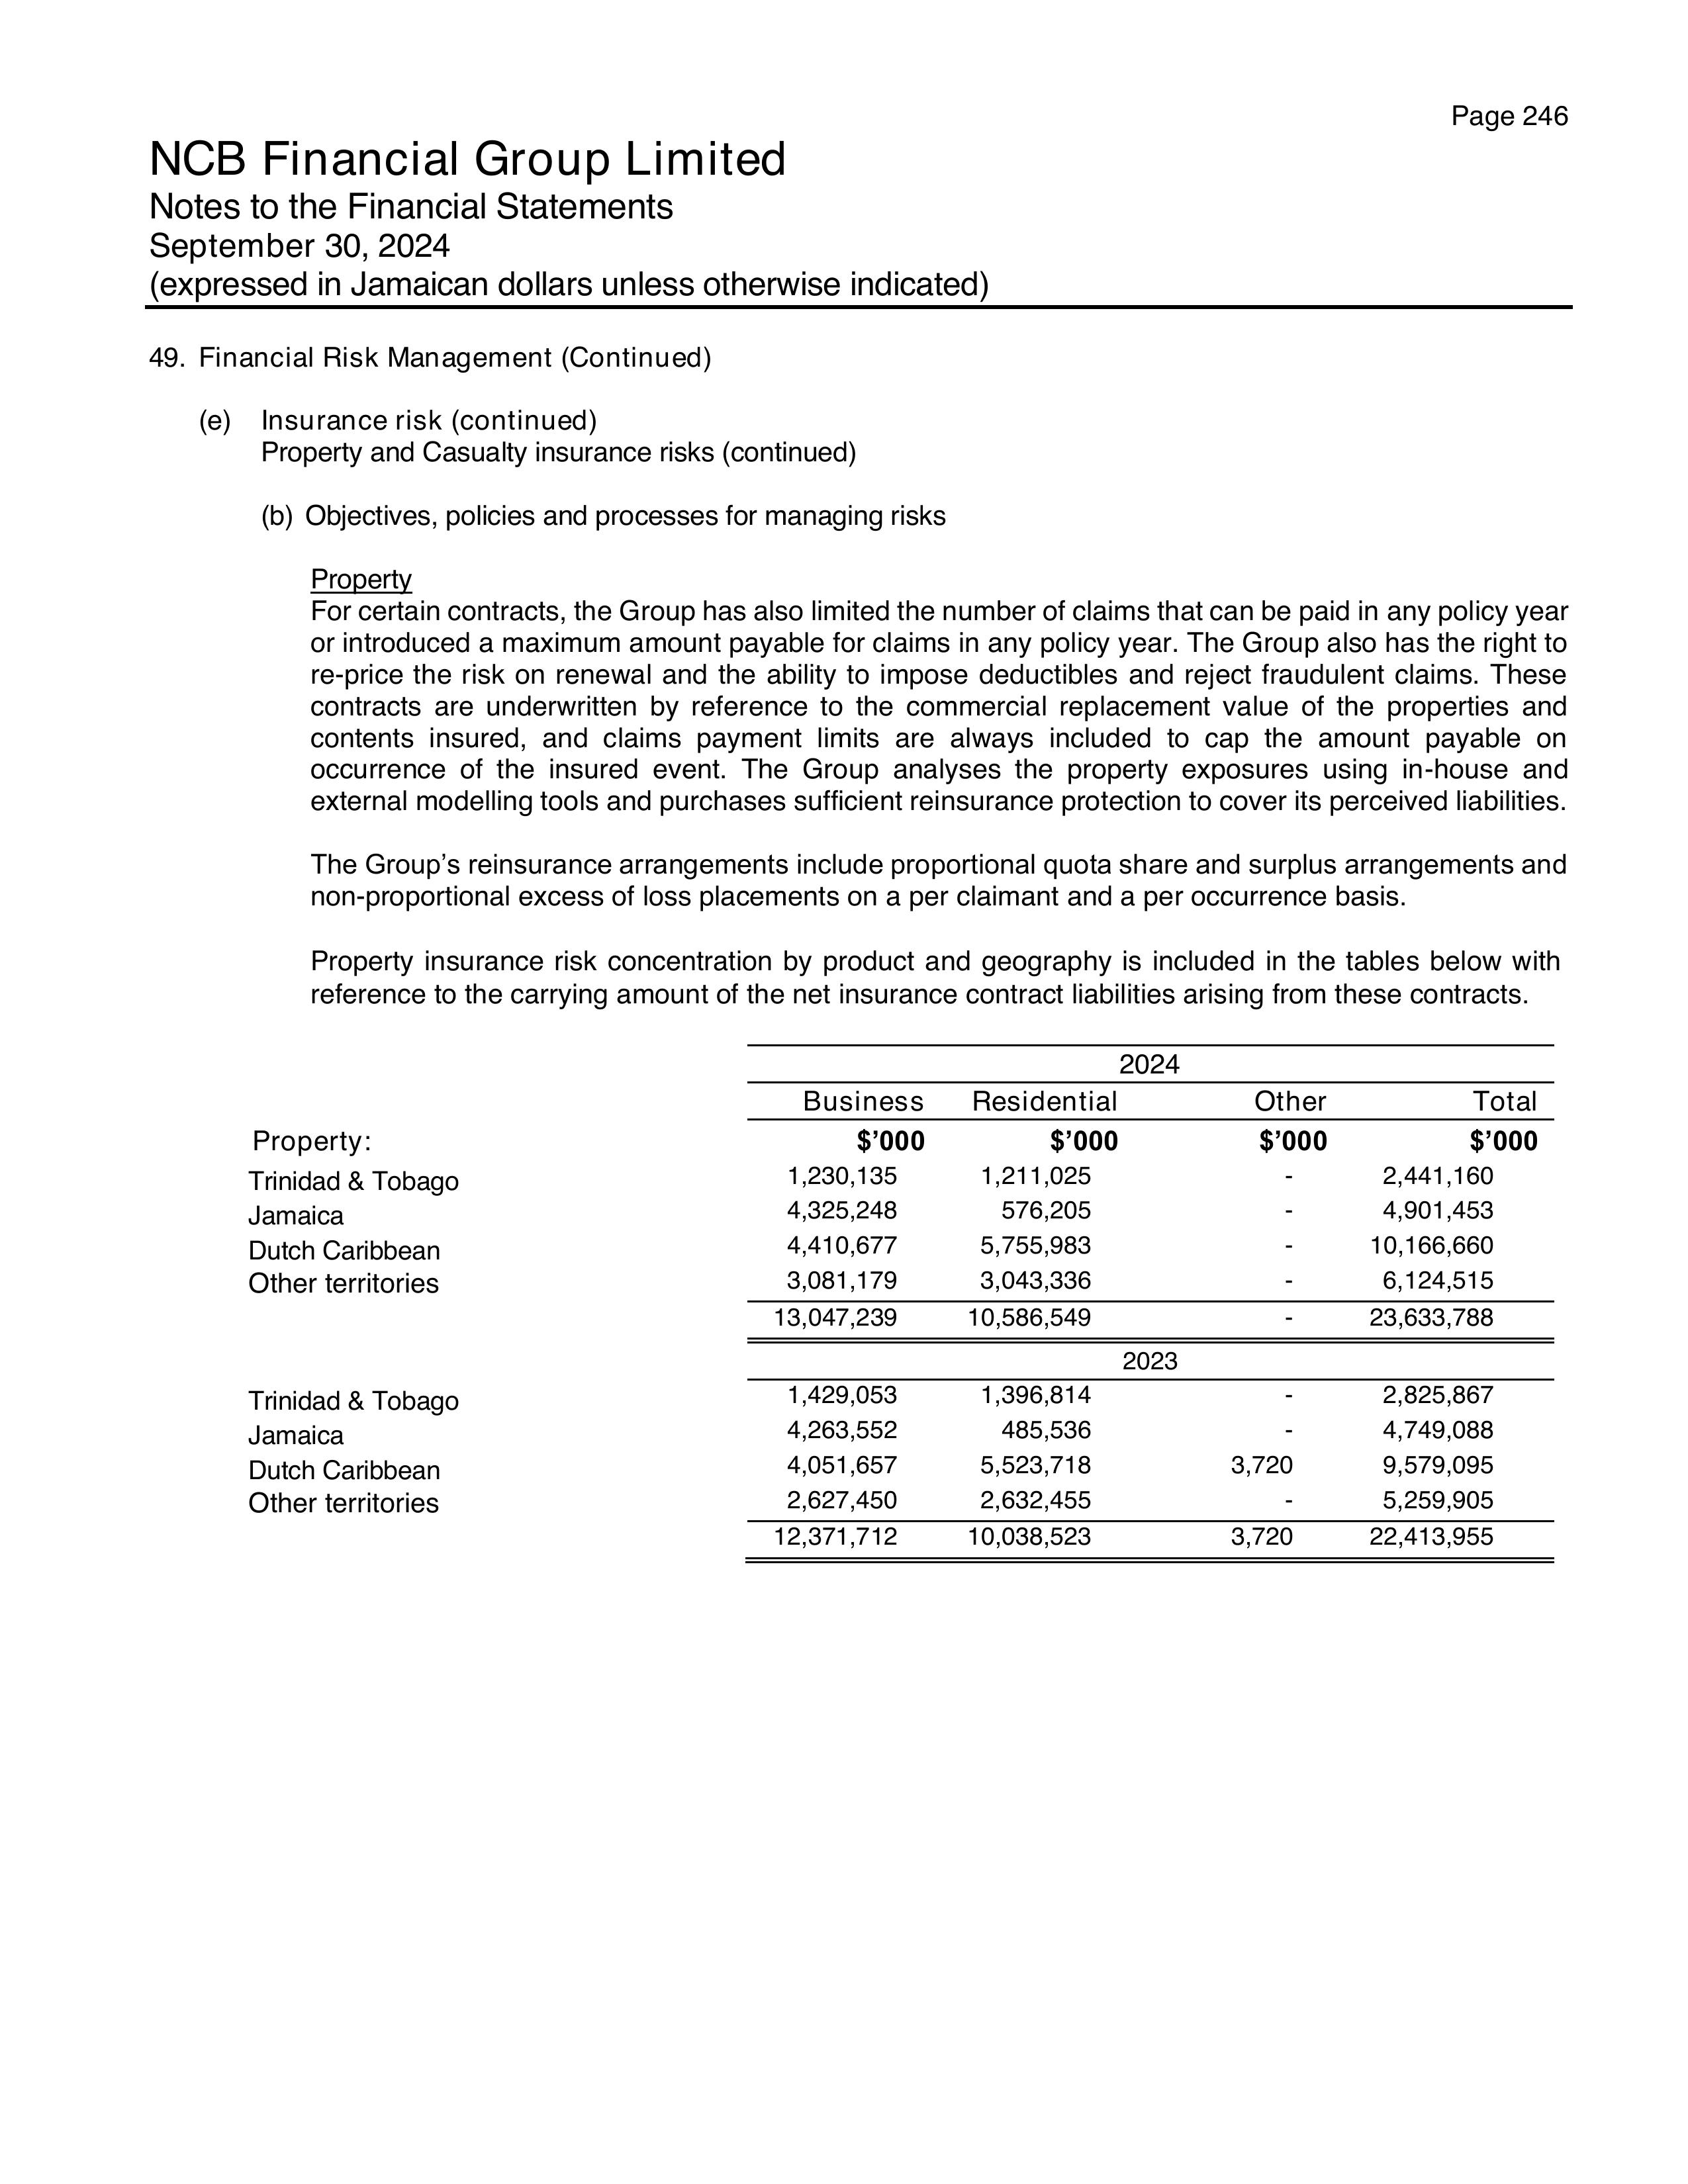 Page 246
NCB Financial Group Limited
Notes to the Financial Statements
September 30, 2024
(expressed in Jamaican dollars unless otherwise indicated)
49. Financial Risk Management (Continued)
(e) Insurance risk (continued)
Property and Casualty insurance risks (continued)
(b) Objectives, policies and processes for managing risks
Property
For certain contracts, the Group has also limited the number of claims that can be paid in any policy year
or introduced a maximum amount payable for claims in any policy year. The Group also has the right to
re-price the risk on renewal and the ability to impose deductibles and reject fraudulent claims. These
contracts are underwritten by reference to the commercial replacement value of the properties and
contents insured, and claims payment limits are always included to cap the amount payable on
occurrence of the insured event. The Group analyses the property exposures using in-house and
external modelling tools and purchases sufficient reinsurance protection to cover its perceived liabilities.
The Group’s reinsurance arrangements include proportional quota share and surplus arrangements and
non-proportional excess of loss placements on a per claimant and a per occurrence basis.
Property insurance risk concentration by product and geography is included in the tables below with
reference to the carrying amount of the net insurance contract liabilities arising from these contracts.
2024
Business Residential Other Total
Property: $’000 $’000 $’000 $’000
Trinidad & Tobago 1,230,135 1,211,025 - 2,441,160
Jamaica 4,325,248 576,205 - 4,901,453
Dutch Caribbean 4,410,677 5,755,983 - 10,166,660
Other territories 3,081,179 3,043,336 - 6,124,515
13,047,239 10,586,549 - 23,633,788
2023
Trinidad & Tobago 1,429,053 1,396,814 - 2,825,867
Jamaica 4,263,552 485,536 - 4,749,088
Dutch Caribbean 4,051,657 5,523,718 3,720 9,579,095
Other territories 2,627,450 2,632,455 - 5,259,905
12,371,712 10,038,523 3,720 22,413,955